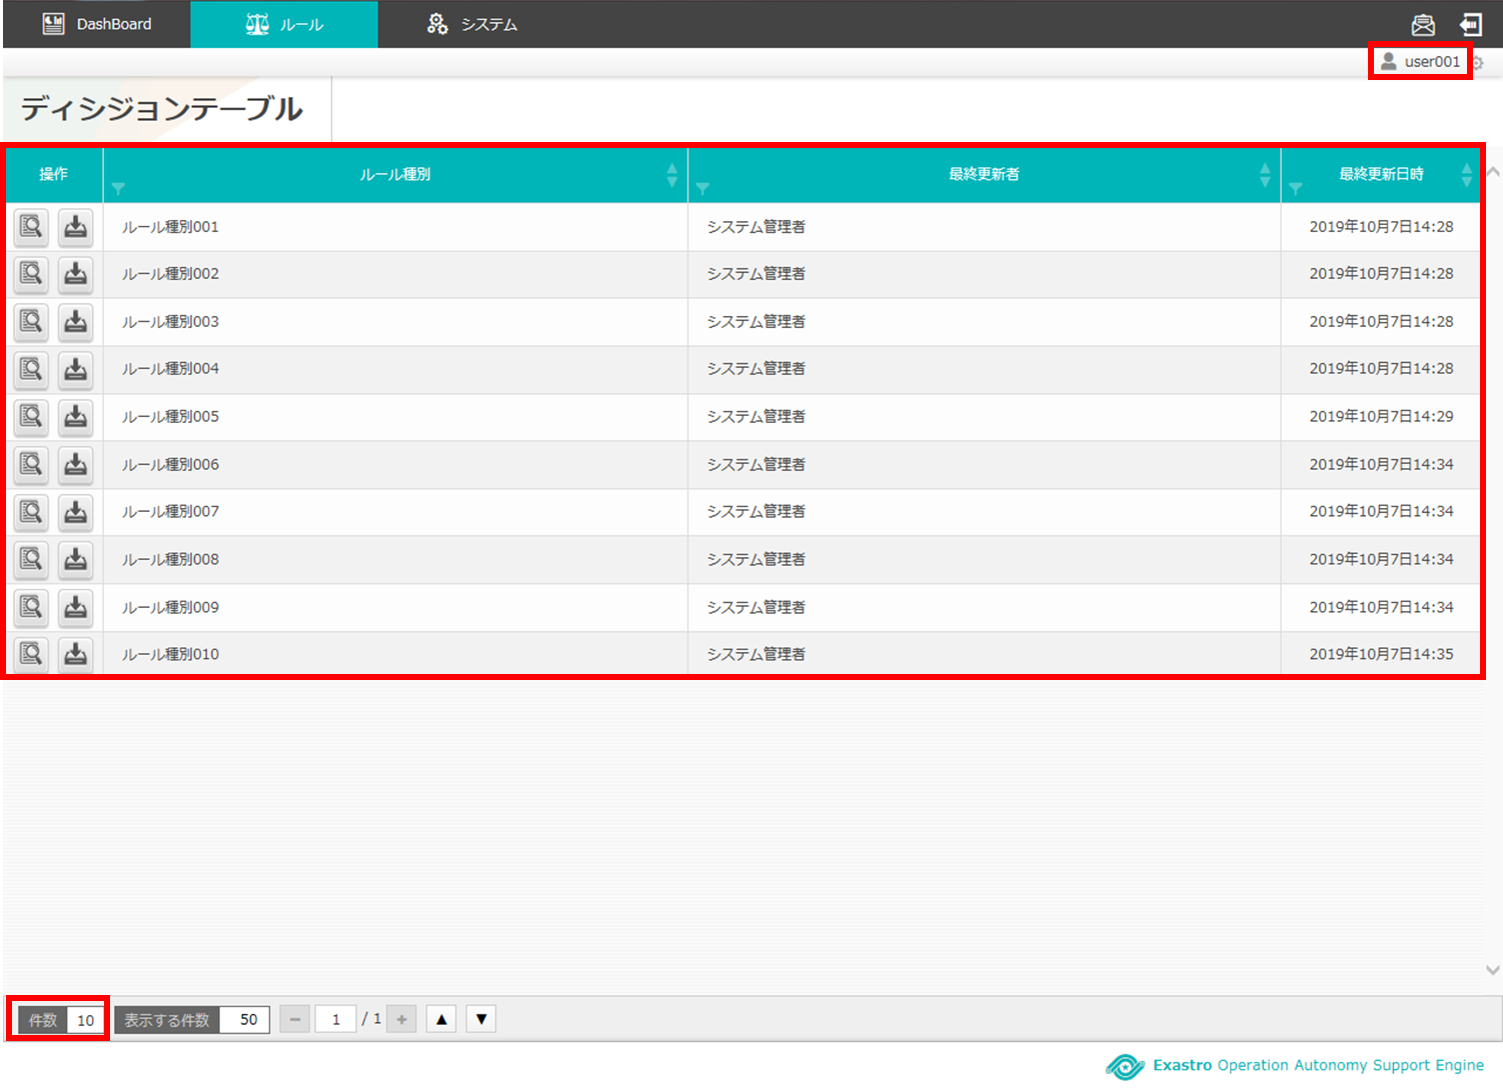 DashBoard ルール システム
user001
ディシジョンテーブル
操作 ルール種別 最終更新者 最終更新日時
ルール種別001 システム管理者 2019年10月7日14:28
ルール種別002 システム管理者 2019年10月7日14:28
ルール種別003 システム管理者 2019年10月7日14:28
ルール種別004 システム管理者 2019年10月7日14:28
ルール種別005 システム管理者 2019年10月7日14:29
ルール種別006 システム管理者 2019年10月7日14:34
ルール種別007 システム管理者 2019年10月7日14:34
ルール種別008 システム管理者 2019年10月7日14:34
ルール種別009 システム管理者 2019年10月7日14:34
ルール種別010 システム管理者 2019年10月7日14:35
件数 10 表示する件数 50 − 1 / 1 + ▲ ▼
Exastro Operation Autonomy Support Engine